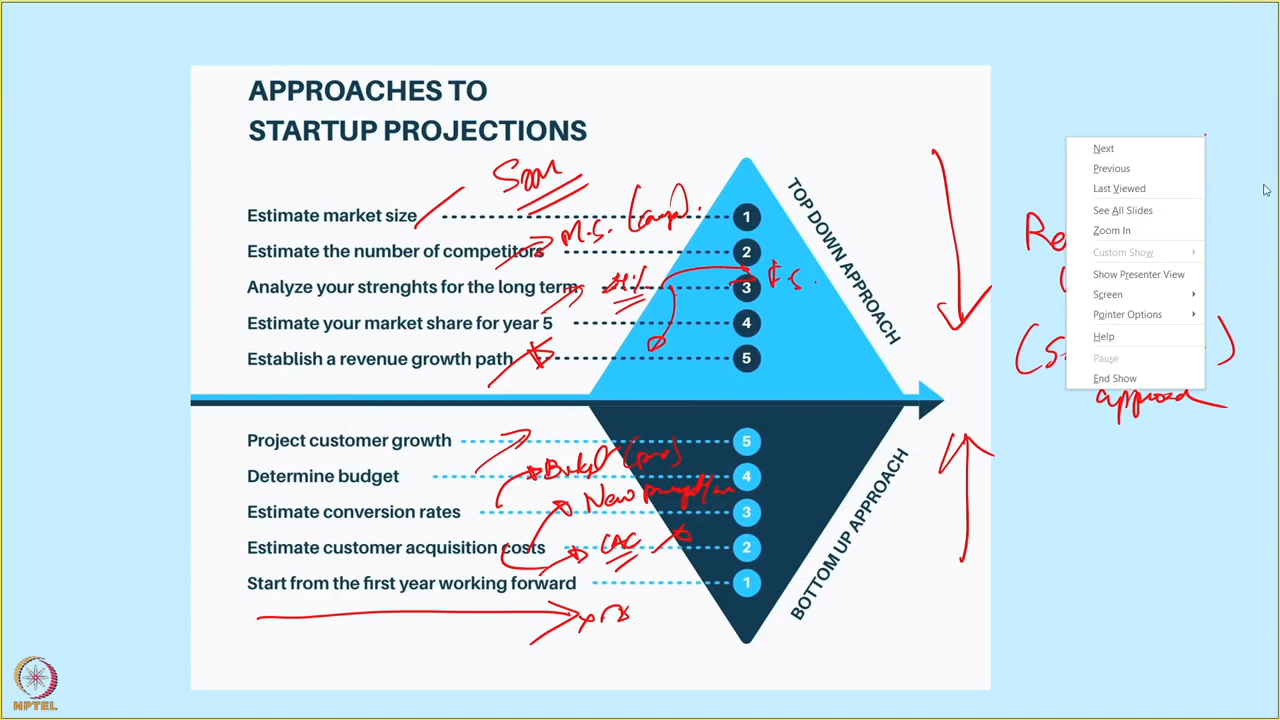 APPROACHES TO
STARTUP PROJECTIONS
Estimate market size 1
Estimate the number of competitors M.S. (comp). 2
Analyze your strenghts for the long term 3
Estimate your market share for year 5 4
Establish a revenue growth path 5
TOP DOWN APPROACH
Project customer growth 5
Determine budget 4
Estimate conversion rates New 3
Estimate customer acquisition costs CAC 2
Start from the first year working forward 1
BOTTOM UP APPROACH
Re
approach
Next
Previous
Last Viewed
See All Slides
Zoom In
Custom Show
Show Presenter View
Screen
Pointer Options
Help
Pause
End Show
NPTEL